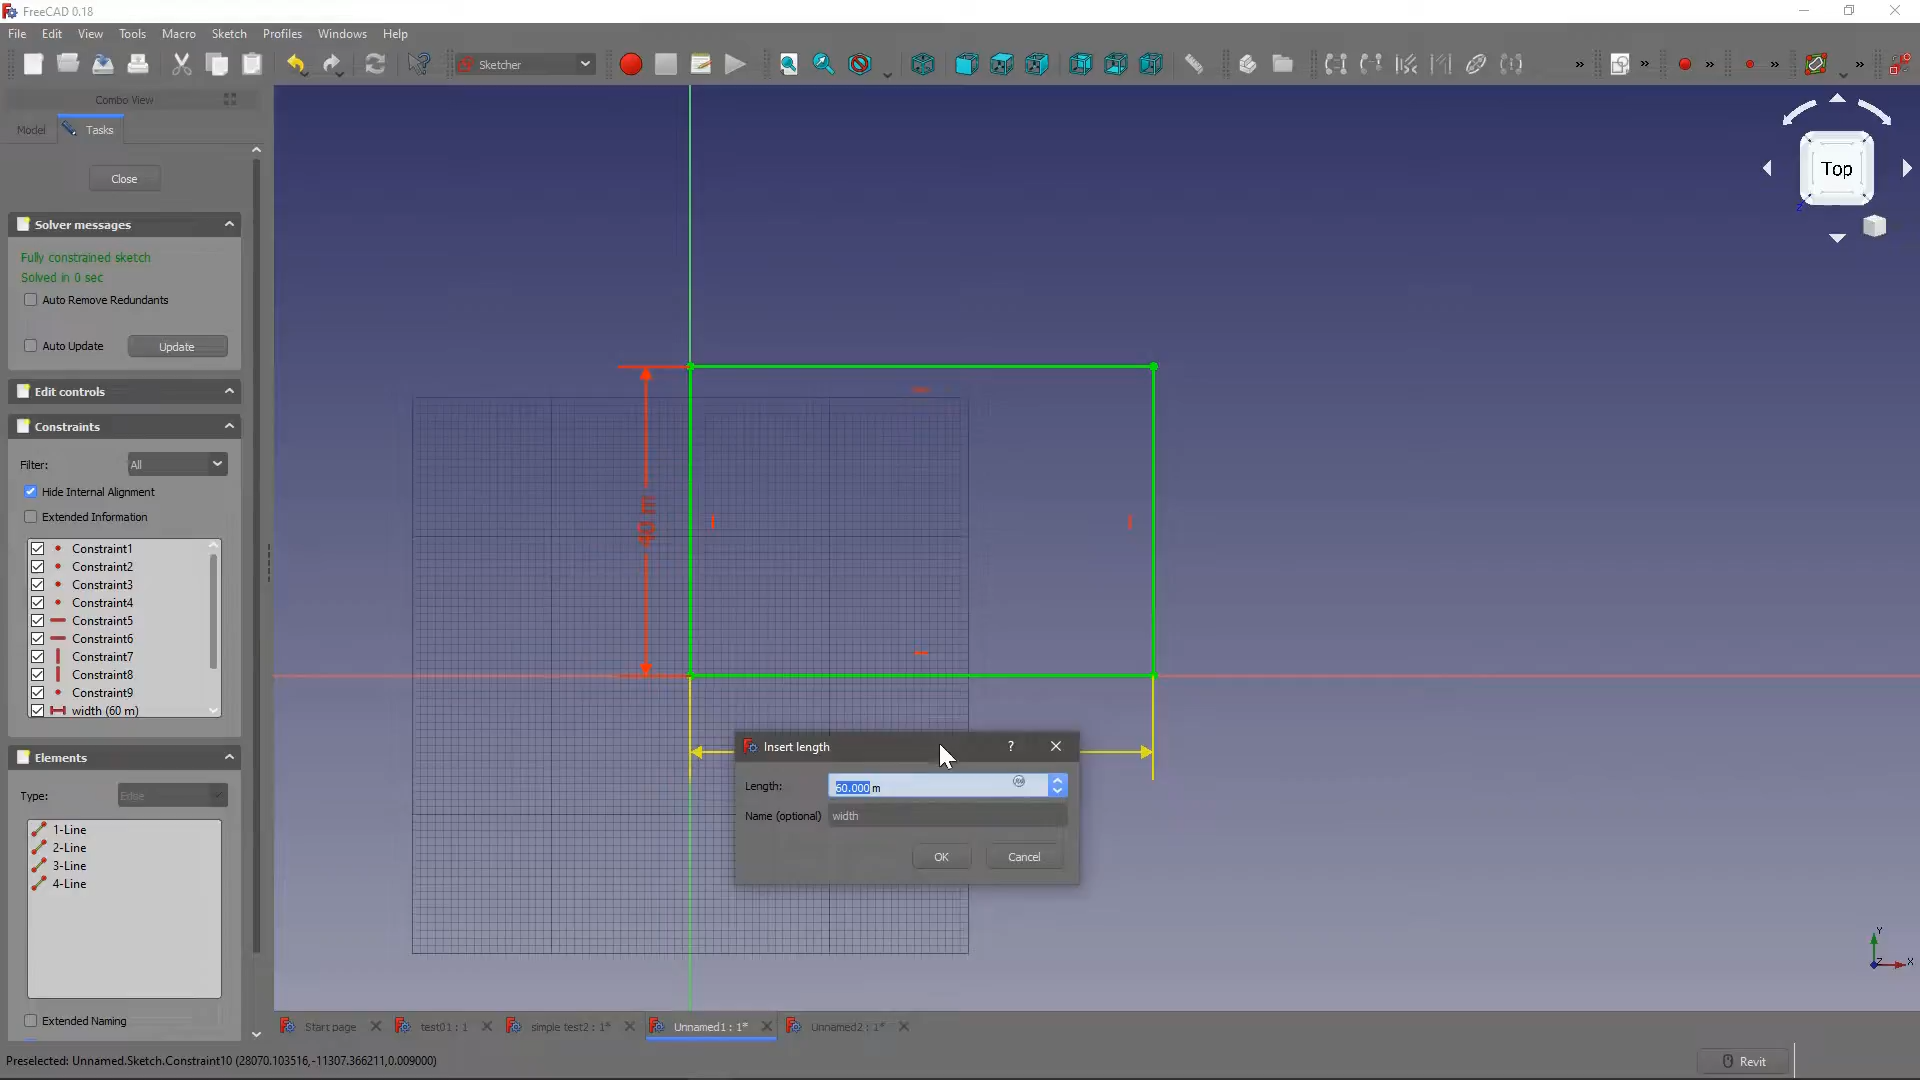 FreeCAD 0.18
File Edit View Tools Macro Sketch Profiles Windows Help
Sketcher
Combo View
Model Tasks
Close
Solver messages
Fully constrained sketch
Solved in 0 sec
Auto Remove Redundants
Auto Update Update
Edit controls
Constraints
Filter: All
Hide Internal Alignment
Extended Information
Constraint1
Constraint2
Constraint3
Constraint4
Constraint5
Constraint6
Constraint7
Constraint8
Constraint9
width (60 m)
Elements
Type: Edge
1-Line
2-Line
3-Line
4-Line
Extended Naming
40 m
Top
Z
Insert length ?
Length: 60.000 m
Name (optional) width
OK Cancel
Y
Z X
Start page test01 : 1 simple test2 : 1* Unnamed1 : 1* Unnamed2 : 1*
Preselected: Unnamed.Sketch.Constraint10 (28070.103516,-11307.366211,0.009000)
Revit